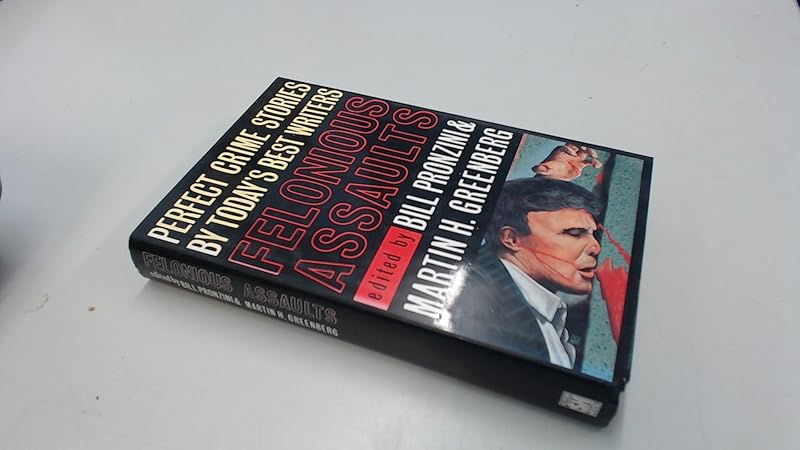 PERFECT CRIME STORIES
BY TODAY'S BEST WRITERS
FELONIOUS
ASSAULTS
edited by
BILL PRONZINI &
MARTIN H. GREENBERG
FELONIOUS ASSAULTS
edited by BILL PRONZINI & MARTIN H. GREENBERG